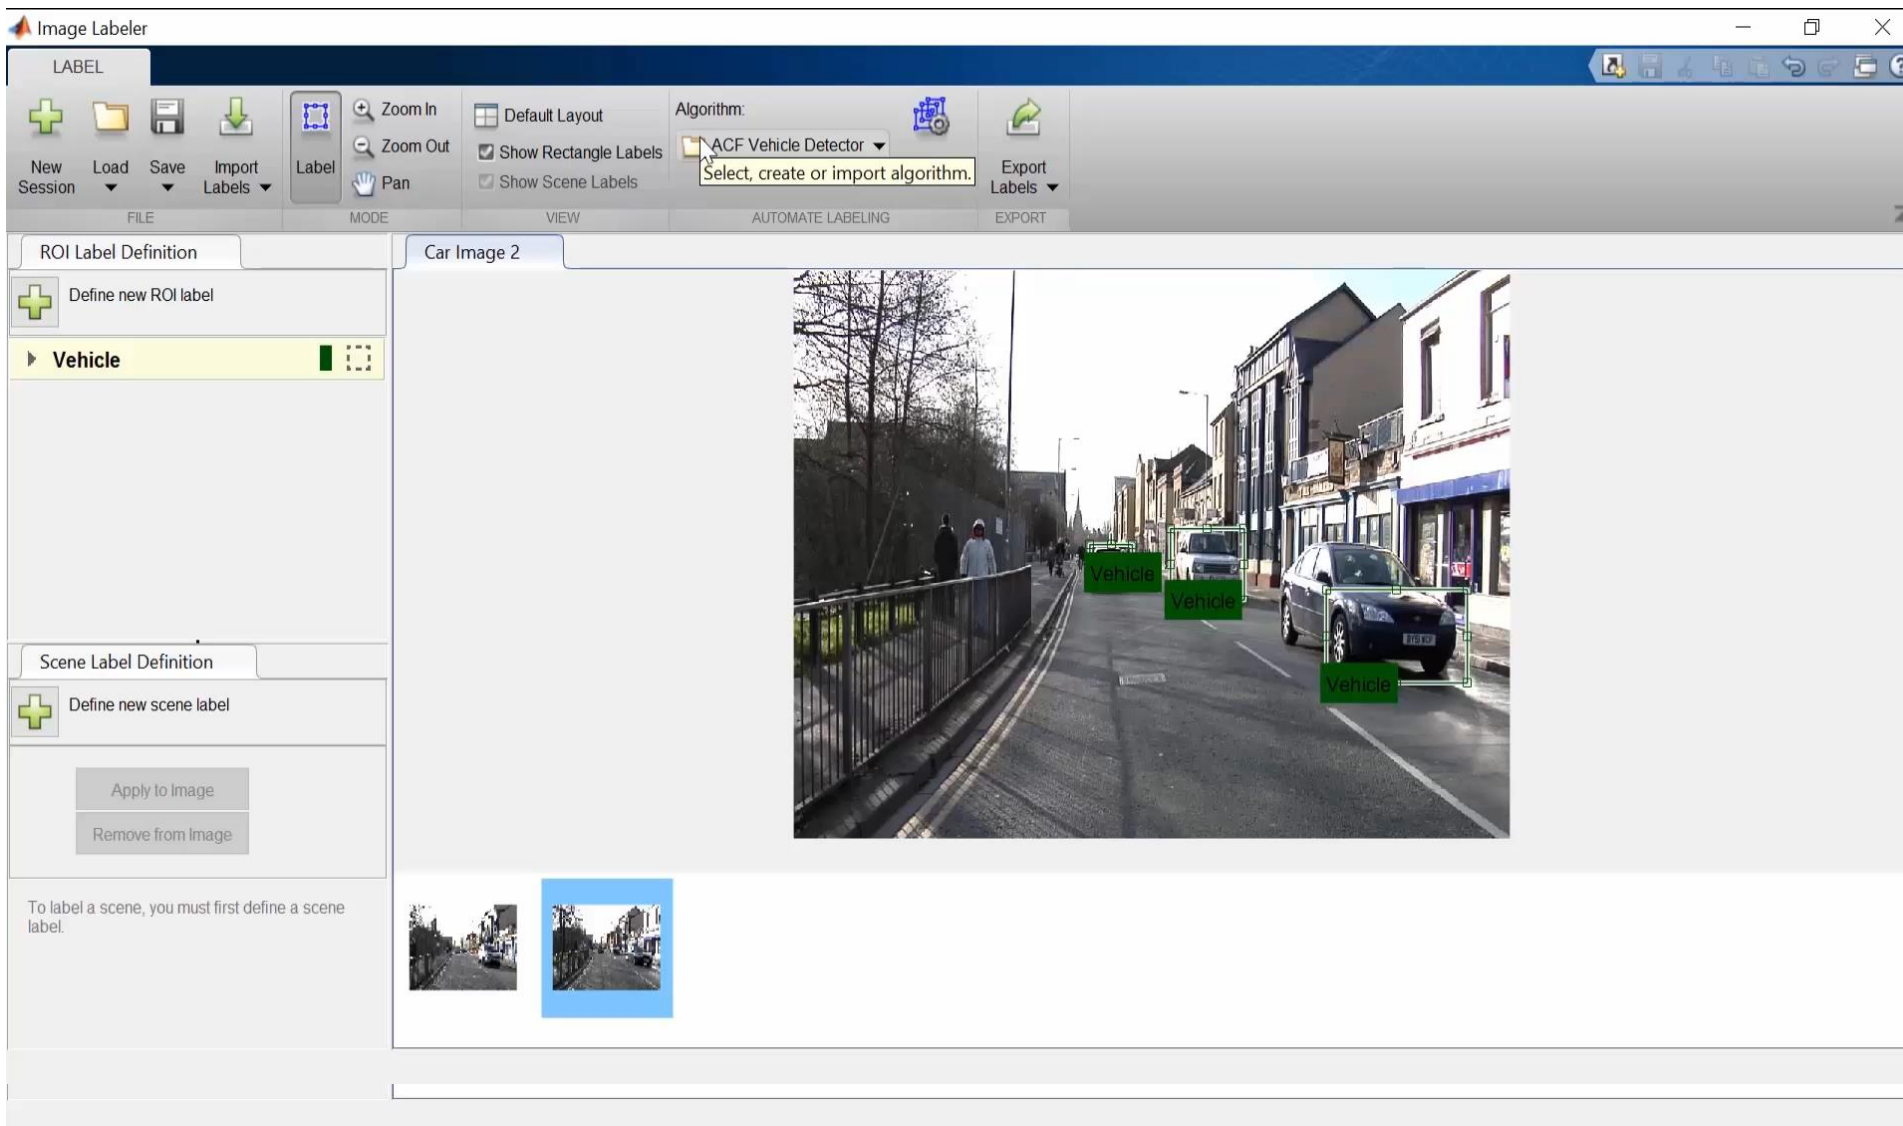 Image Labeler
LABEL
New
Session
Load
Save
Import
Labels
Label
Zoom In
Zoom Out
Pan
Default Layout
Show Rectangle Labels
Show Scene Labels
Algorithm:
ACF Vehicle Detector
Select, create or import algorithm.
Export
Labels
FILE
MODE
VIEW
AUTOMATE LABELING
EXPORT
ROI Label Definition
Define new ROI label
Vehicle
Car Image 2
Vehicle
Vehicle
Vehicle
Scene Label Definition
Define new scene label
Apply to Image
Remove from Image
To label a scene, you must first define a scene
label.